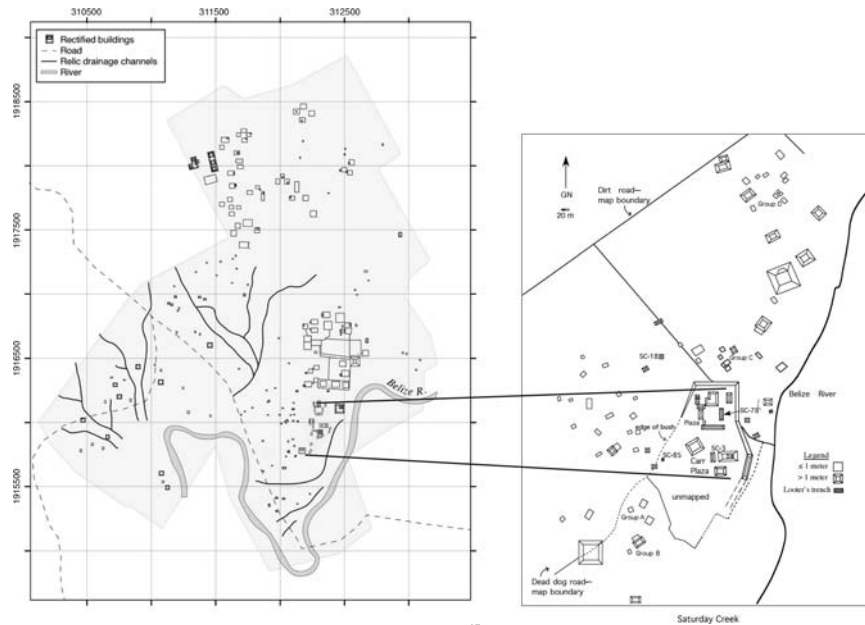 310500
311500
312500
Rectified buildings
Road
Relic drainage channels
River
1918500
1917500
1916500
1915500
Belize R.
GN
20 m
Dirt road—
map boundary
Group D
SC-18
Group C
SC-78
Belize River
Plaza
edge of bush
SC-85
SC-3
Carr
Plaza
Legend
≤ 1 meter
> 1 meter
Looter's trench
unmapped
Group A
Group B
Dead dog road—
map boundary
Saturday Creek